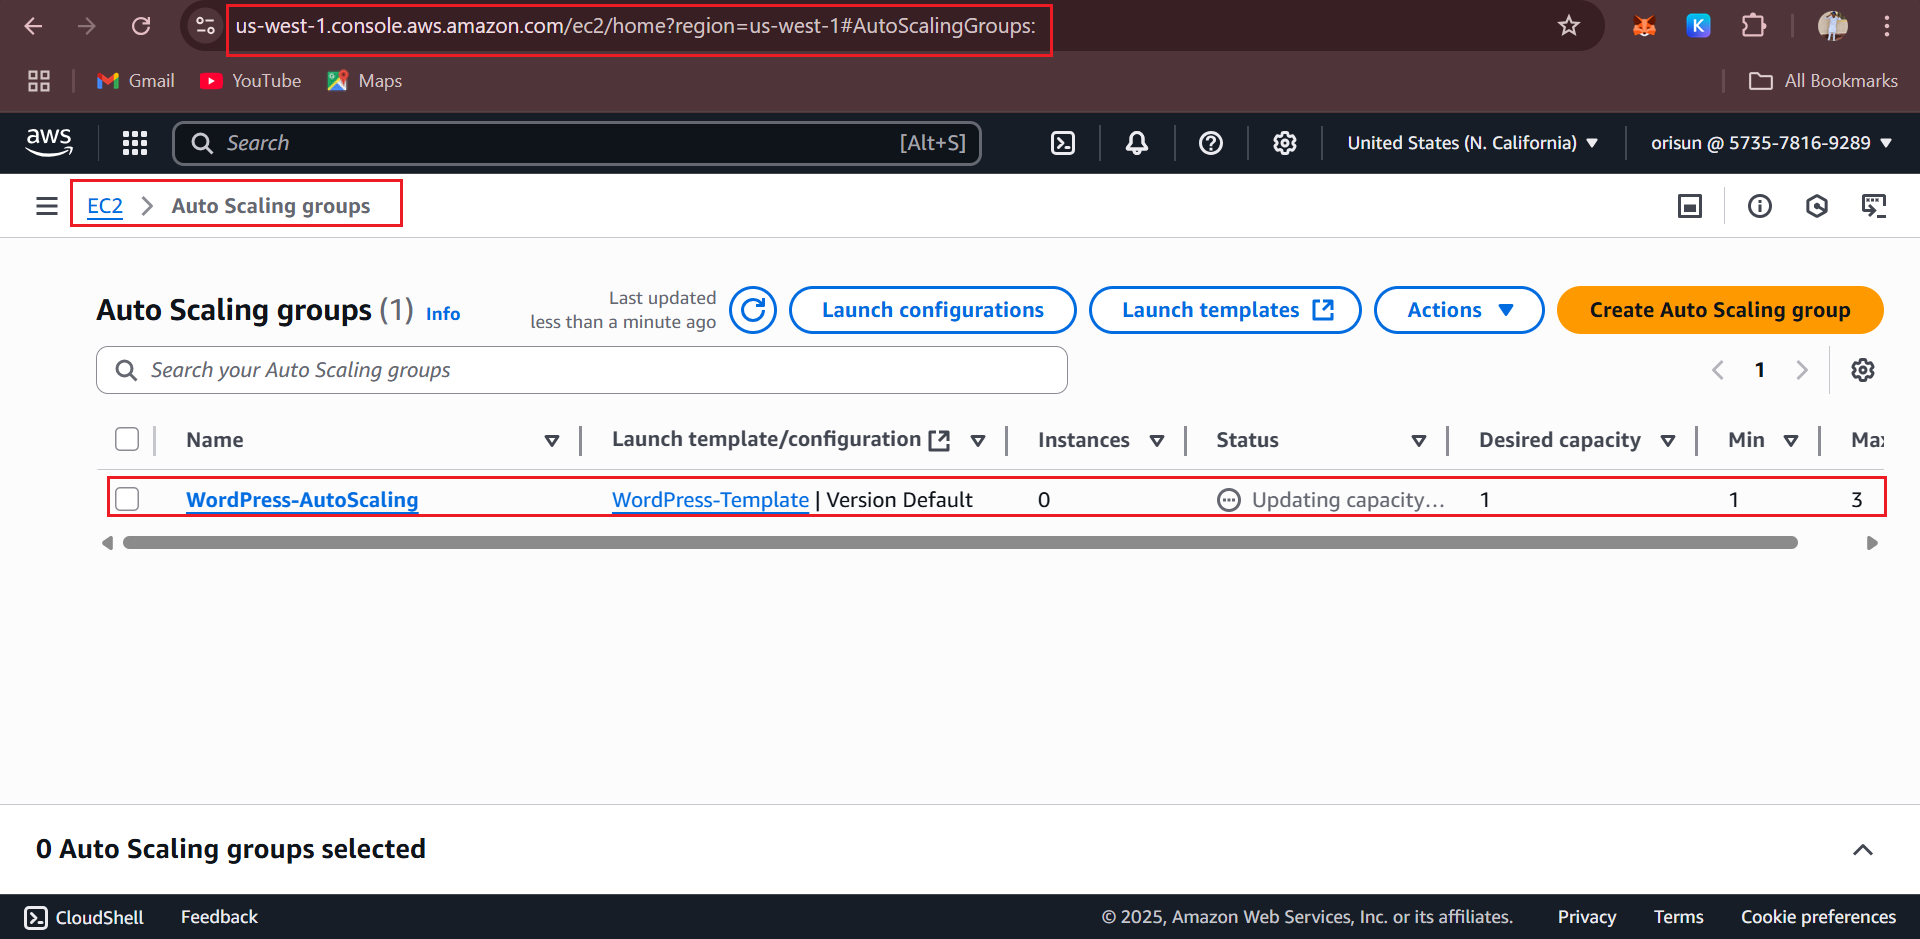 us-west-1.console.aws.amazon.com/ec2/home?region=us-west-1#AutoScalingGroups:
K
Gmail YouTube Maps All Bookmarks
aws Search [Alt+S] United States (N. California) orisun @ 5735-7816-9289
EC2 Auto Scaling groups
Auto Scaling groups (1) Info Last updated less than a minute ago Launch configurations Launch templates Actions Create Auto Scaling group
Search your Auto Scaling groups 1
Name Launch template/configuration Instances Status Desired capacity Min Max
WordPress-AutoScaling WordPress-Template | Version Default 0 Updating capacity... 1 1 3
0 Auto Scaling groups selected
CloudShell Feedback © 2025, Amazon Web Services, Inc. or its affiliates. Privacy Terms Cookie preferences